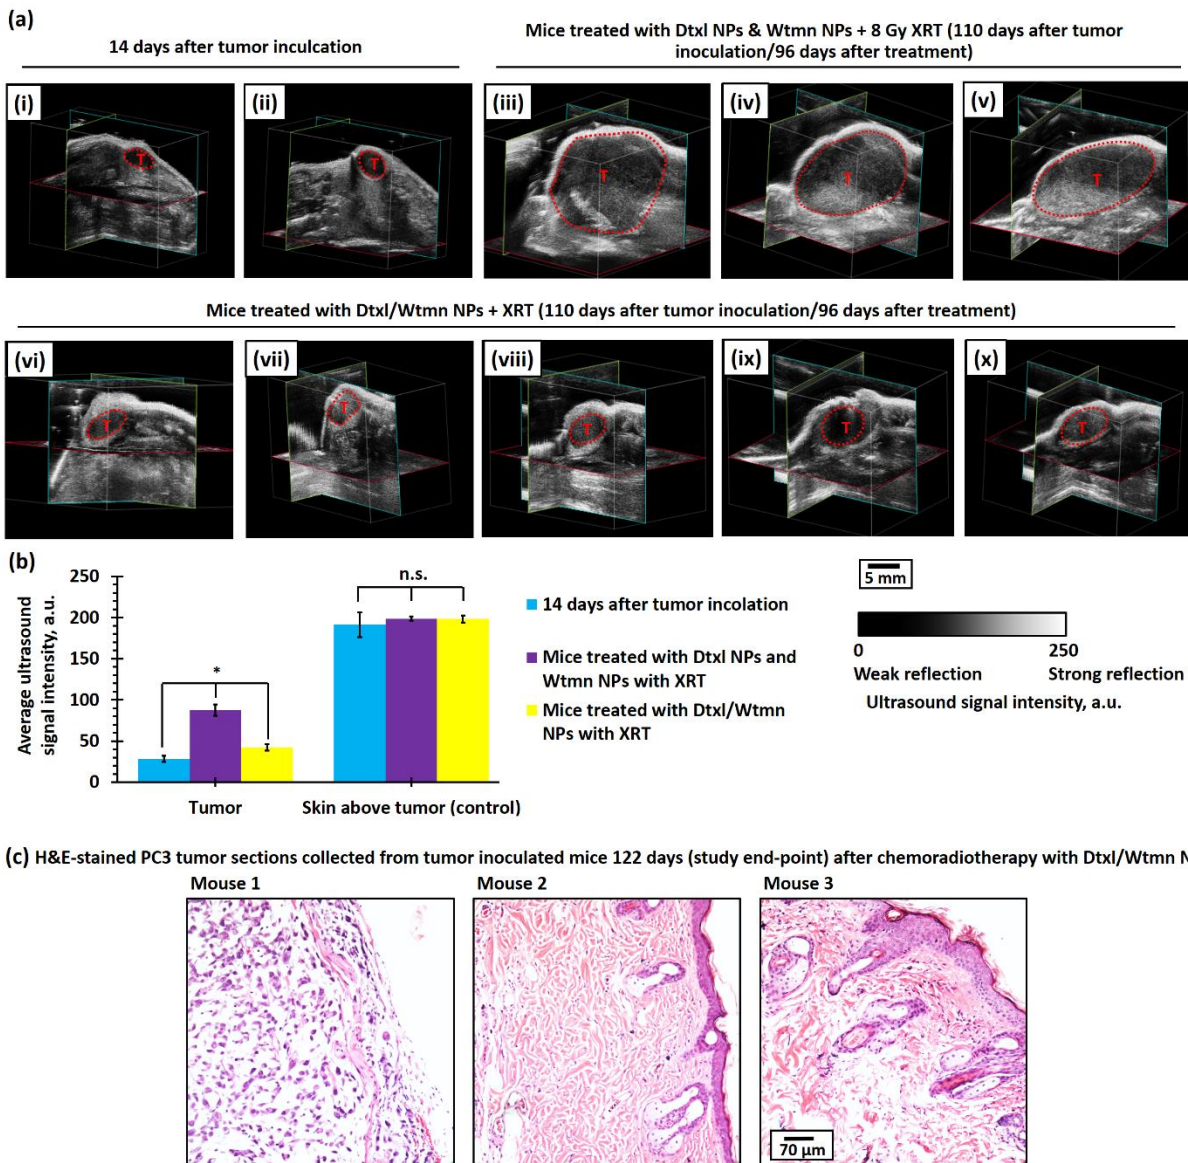 (a)
14 days after tumor inculcation
Mice treated with Dtxl NPs & Wtmn NPs + 8 Gy XRT (110 days after tumor
inoculation/96 days after treatment)
(i)
(ii)
(iii)
(iv)
(v)
T
T
T
T
T
Mice treated with Dtxl/Wtmn NPs + XRT (110 days after tumor inoculation/96 days after treatment)
(vi)
(vii)
(viii)
(ix)
(x)
T
T
T
T
T
(b)
Average ultrasound
signal intensity, a.u.
250
200
150
100
50
0
*
n.s.
Tumor
Skin above tumor (control)
14 days after tumor incolation
Mice treated with Dtxl NPs and
Wtmn NPs with XRT
Mice treated with Dtxl/Wtmn
NPs with XRT
5 mm
0
250
Weak reflection
Strong reflection
Ultrasound signal intensity, a.u.
(c) H&E-stained PC3 tumor sections collected from tumor inoculated mice 122 days (study end-point) after chemoradiotherapy with Dtxl/Wtmn N
Mouse 1
Mouse 2
Mouse 3
70 µm